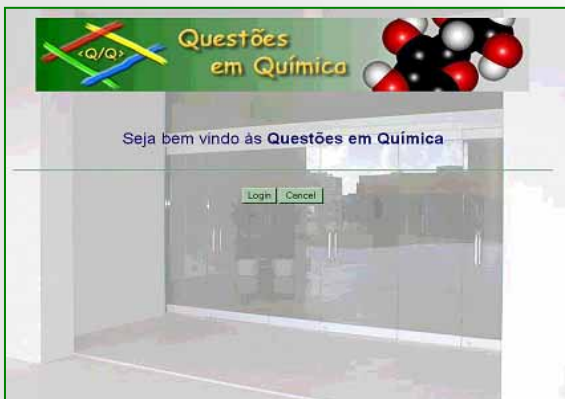 <Q/Q>
Questões
em Química
Seja bem vindo às Questões em Química
Login Cancel